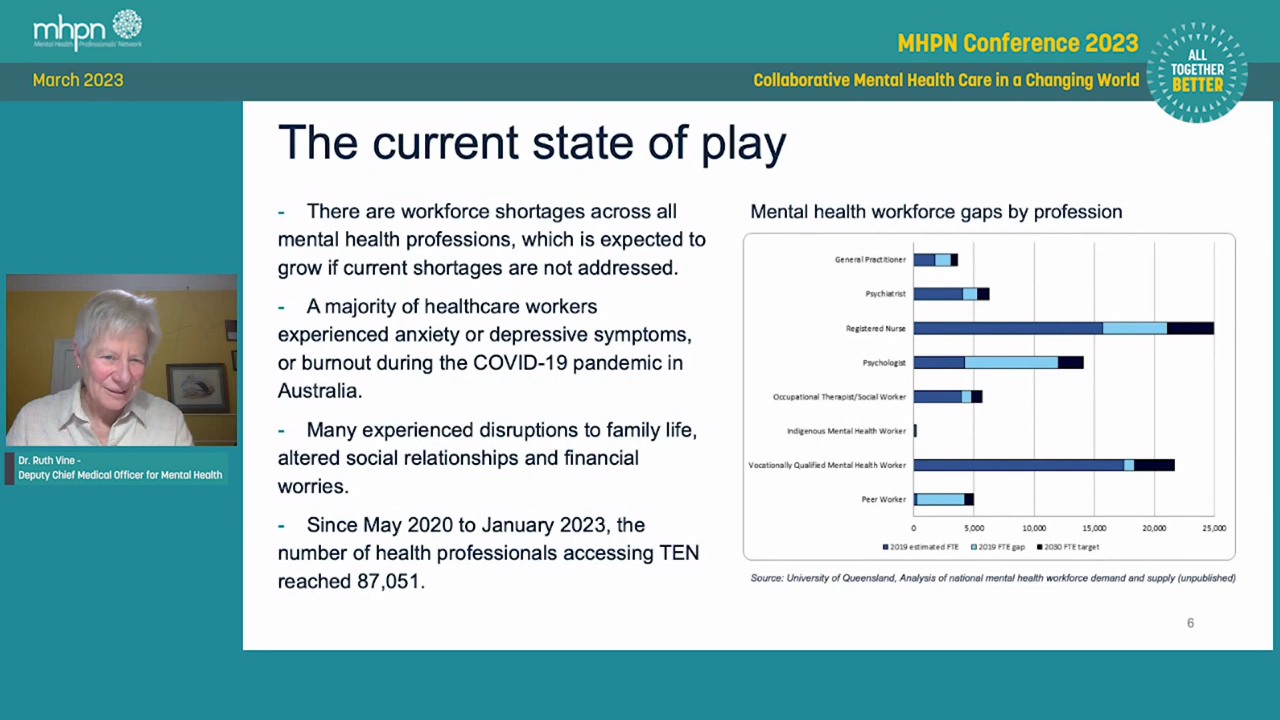 mhpn
Mental Health Professionals' Network
March 2023
MHPN Conference 2023
Collaborative Mental Health Care in a Changing World
ALL
TOGETHER
BETTER
The current state of play
- There are workforce shortages across all
mental health professions, which is expected to
grow if current shortages are not addressed.
- A majority of healthcare workers
experienced anxiety or depressive symptoms,
or burnout during the COVID-19 pandemic in
Australia.
- Many experienced disruptions to family life,
altered social relationships and financial
worries.
- Since May 2020 to January 2023, the
number of health professionals accessing TEN
reached 87,051.
Mental health workforce gaps by profession
General Practitioner
Psychiatrist
Registered Nurse
Psychologist
Occupational Therapist/Social Worker
Indigenous Mental Health Worker
Vocationally Qualified Mental Health Worker
Peer Worker
0 5,000 10,000 15,000 20,000 25,000
2019 estimated FTE 2019 FTE gap 2030 FTE target
Source: University of Queensland, Analysis of national mental health workforce demand and supply (unpublished)
6
Dr. Ruth Vine -
Deputy Chief Medical Officer for Mental Health